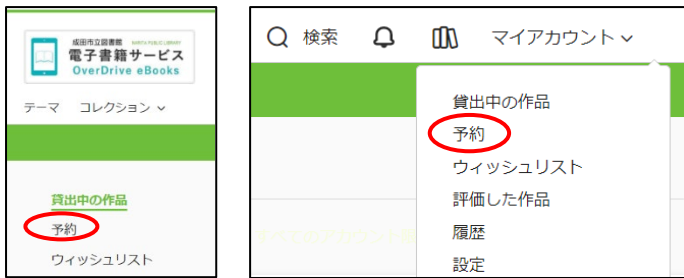 成田市立図書館 NARITA PUBLIC LIBRARY
電子書籍サービス
OverDrive eBooks
テーマ コレクション
貸出中の作品
予約
ウィッシュリスト
検索 マイアカウント
貸出中の作品
予約
ウィッシュリスト
評価した作品
履歴
設定